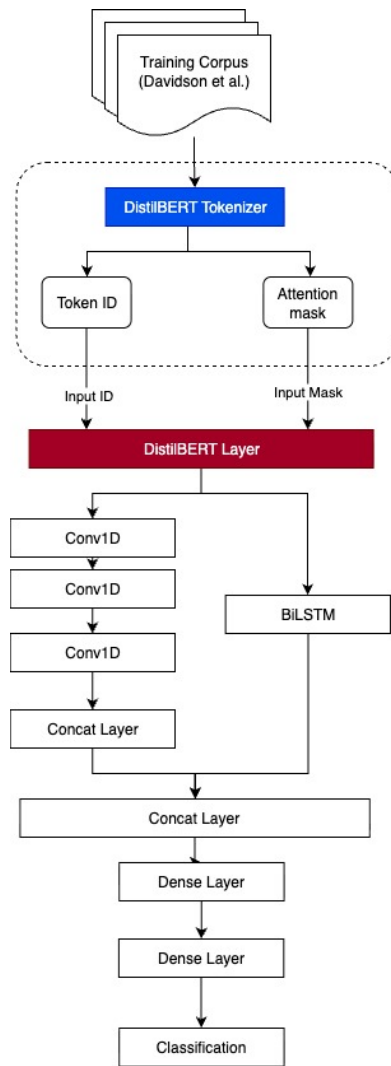 Training Corpus
(Davidson et al.)
DistilBERT Tokenizer
Token ID
Attention
mask
Input ID
Input Mask
DistilBERT Layer
Conv1D
Conv1D
Conv1D
BiLSTM
Concat Layer
Concat Layer
Dense Layer
Dense Layer
Classification